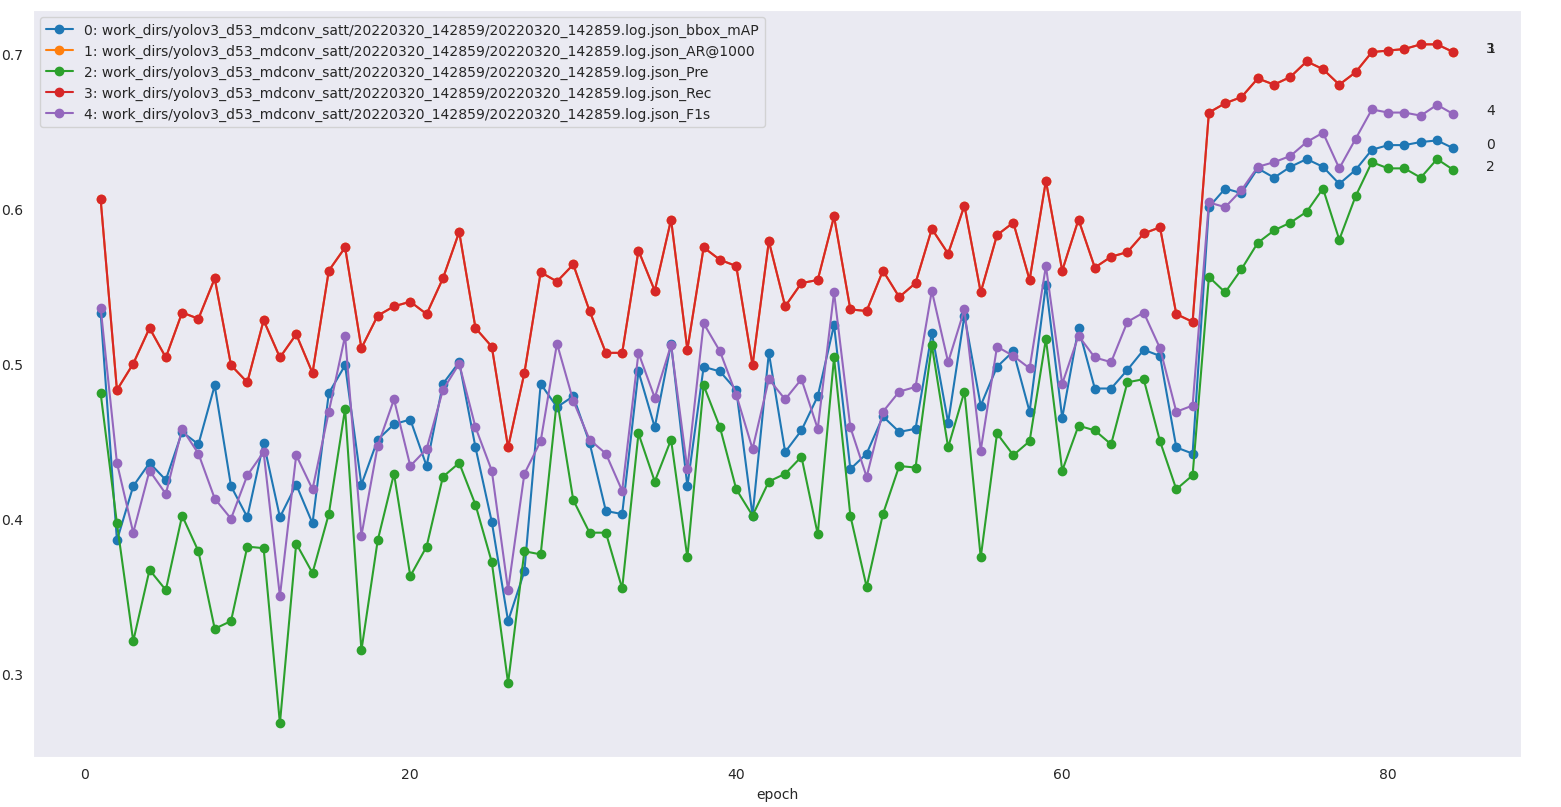 0: work_dirs/yolov3_d53_mdconv_satt/20220320_142859/20220320_142859.log.json_bbox_mAP
1: work_dirs/yolov3_d53_mdconv_satt/20220320_142859/20220320_142859.log.json_AR@1000
2: work_dirs/yolov3_d53_mdconv_satt/20220320_142859/20220320_142859.log.json_Pre
3: work_dirs/yolov3_d53_mdconv_satt/20220320_142859/20220320_142859.log.json_Rec
4: work_dirs/yolov3_d53_mdconv_satt/20220320_142859/20220320_142859.log.json_F1s
0.7
0.6
0.5
0.4
0.3
4
0
2
0 20 40 60 80
epoch